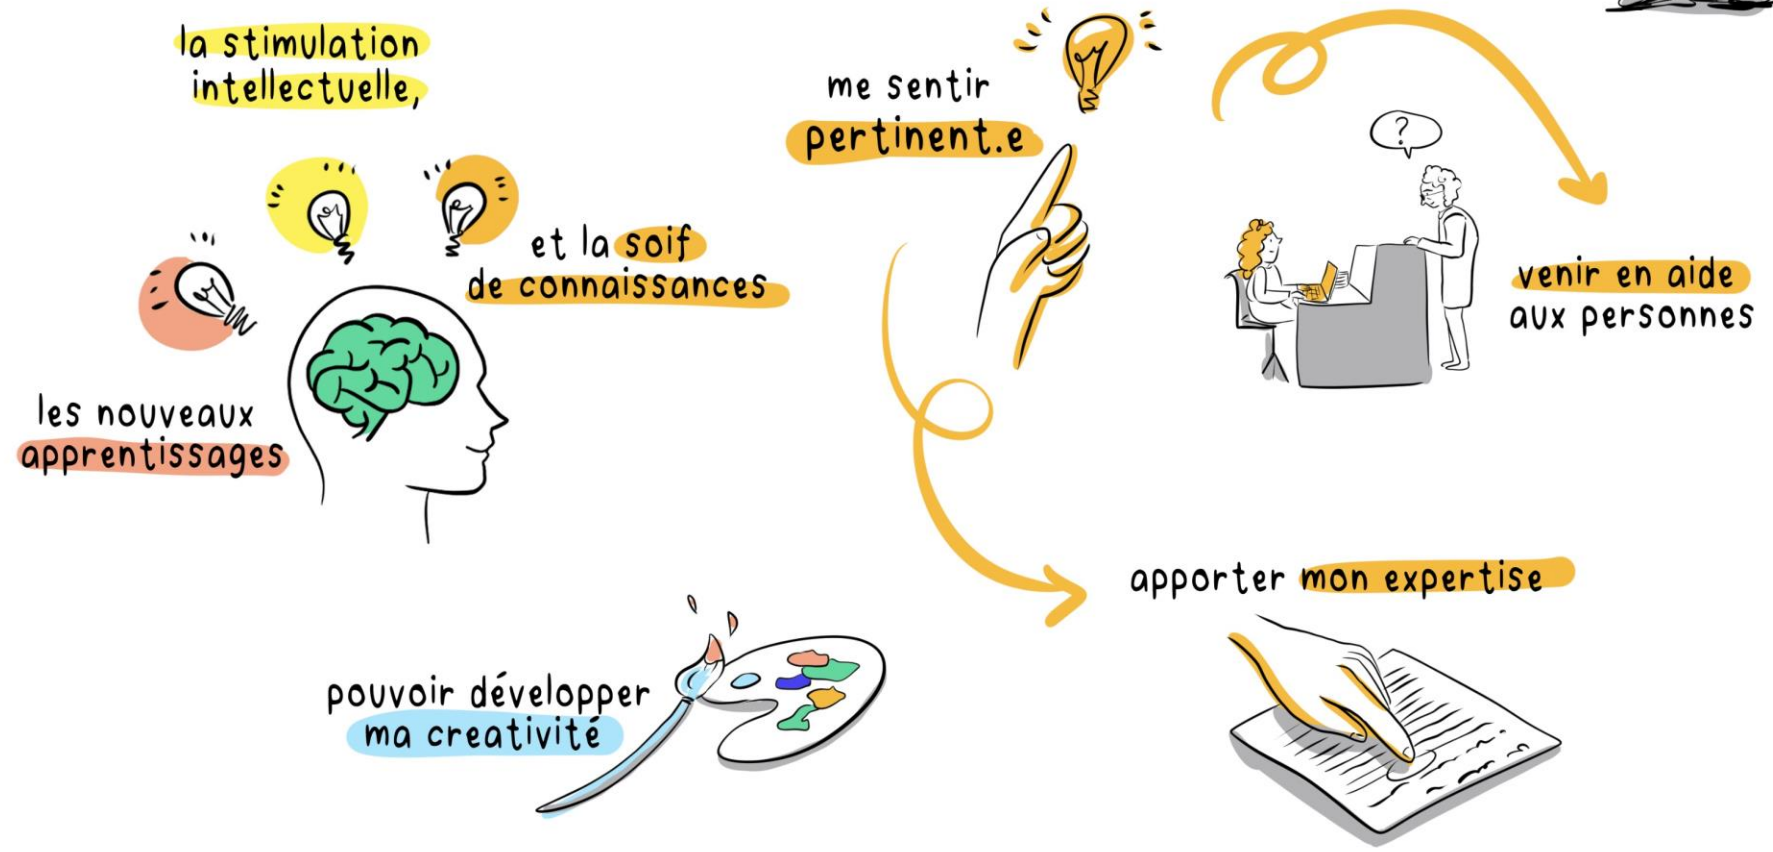 la stimulation
intellectuelle,
et la soif
de connaissances
les nouveaux
apprentissages
me sentir
pertinent.e
?
venir en aide
aux personnes
apporter mon expertise
pouvoir développer
ma creativité